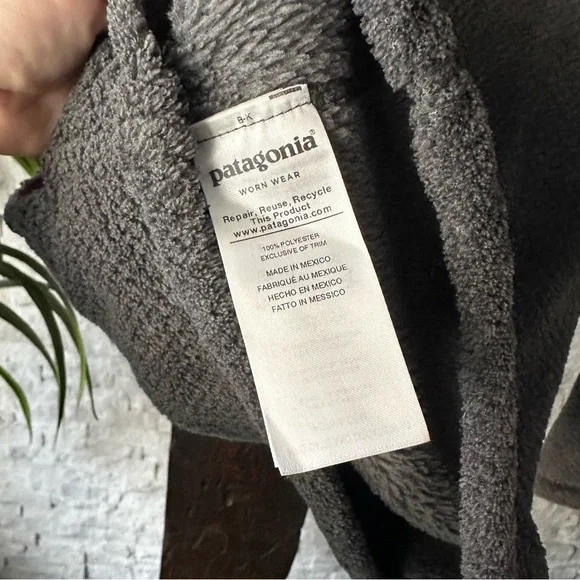 B-K
patagonia®
WORN WEAR
Repair, Reuse, Recycle
This Product
www.patagonia.com
100% POLYESTER
EXCLUSIVE OF TRIM
MADE IN MEXICO
FABRIQUÉ AU MEXIQUE
HECHO EN MÉXICO
FATTO IN MESSICO